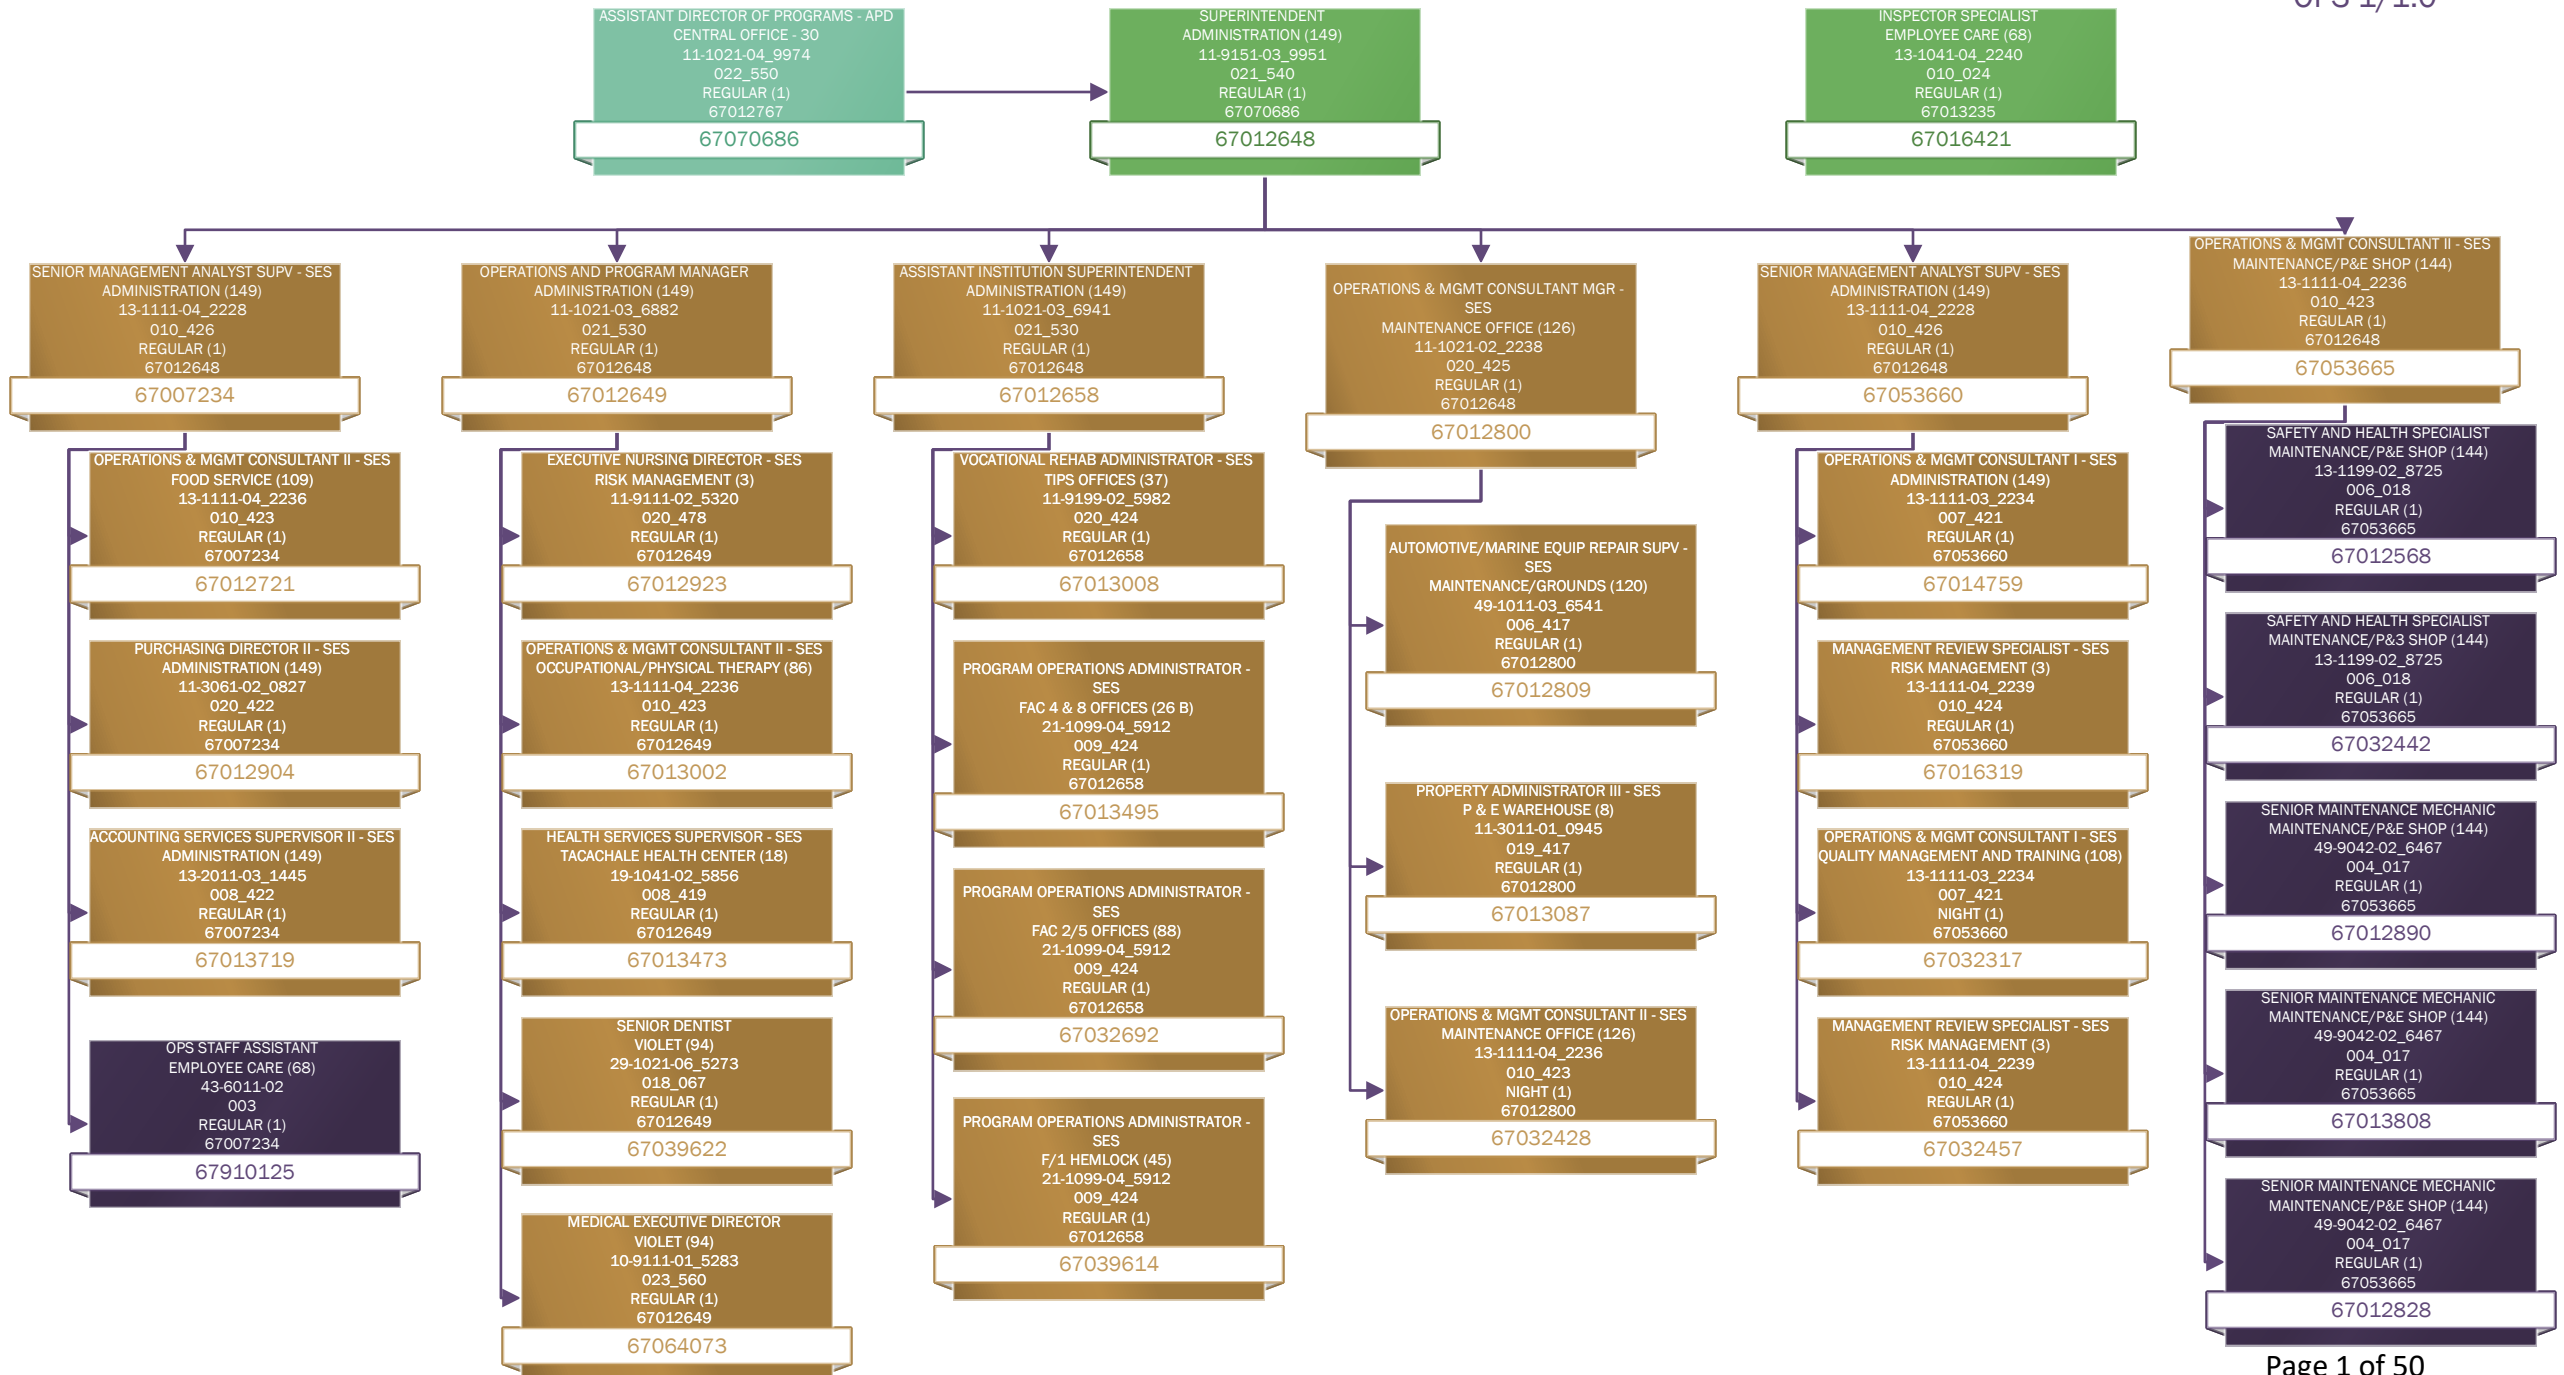 OPS 1/1.0
ASSISTANT DIRECTOR OF PROGRAMS - APD
CENTRAL OFFICE - 30
11-1021-04_9974
022_550
REGULAR (1)
67012767
67070686
SUPERINTENDENT
ADMINISTRATION (149)
11-9151-03_9951
021_540
REGULAR (1)
67070686
67012648
INSPECTOR SPECIALIST
EMPLOYEE CARE (68)
13-1041-04_2240
010_024
REGULAR (1)
67013235
67016421
SENIOR MANAGEMENT ANALYST SUPV - SES
ADMINISTRATION (149)
13-1111-04_2228
010_426
REGULAR (1)
67012648
67007234
OPERATIONS & MGMT CONSULTANT II - SES
FOOD SERVICE (109)
13-1111-04_2236
010_423
REGULAR (1)
67007234
67012721
PURCHASING DIRECTOR II - SES
ADMINISTRATION (149)
11-3061-02_0827
020_422
REGULAR (1)
67007234
67012904
ACCOUNTING SERVICES SUPERVISOR II - SES
ADMINISTRATION (149)
13-2011-03_1445
008_422
REGULAR (1)
67007234
67013719
OPS STAFF ASSISTANT
EMPLOYEE CARE (68)
43-6011-02
003
REGULAR (1)
67007234
67910125
OPERATIONS AND PROGRAM MANAGER
ADMINISTRATION (149)
11-1021-03_6882
021_530
REGULAR (1)
67012648
67012649
EXECUTIVE NURSING DIRECTOR - SES
RISK MANAGEMENT (3)
11-9111-02_5320
020_478
REGULAR (1)
67012649
67012923
OPERATIONS & MGMT CONSULTANT II - SES
OCCUPATIONAL/PHYSICAL THERAPY (86)
13-1111-04_2236
010_423
REGULAR (1)
67012649
67013002
HEALTH SERVICES SUPERVISOR - SES
TACACHALE HEALTH CENTER (18)
19-1041-02_5856
008_419
REGULAR (1)
67012649
67013473
SENIOR DENTIST
VIOLET (94)
29-1021-06_5273
018_067
REGULAR (1)
67012649
67039622
MEDICAL EXECUTIVE DIRECTOR
VIOLET (94)
10-9111-01_5283
023_560
REGULAR (1)
67012649
67064073
ASSISTANT INSTITUTION SUPERINTENDENT
ADMINISTRATION (149)
11-1021-03_6941
021_530
REGULAR (1)
67012648
67012658
VOCATIONAL REHAB ADMINISTRATOR - SES
TIPS OFFICES (37)
11-9199-02_5982
020_424
REGULAR (1)
67012658
67013008
PROGRAM OPERATIONS ADMINISTRATOR -
SES
FAC 4 & 8 OFFICES (26 B)
21-1099-04_5912
009_424
REGULAR (1)
67012658
67013495
PROGRAM OPERATIONS ADMINISTRATOR -
SES
FAC 2/5 OFFICES (88)
21-1099-04_5912
009_424
REGULAR (1)
67012658
67032692
PROGRAM OPERATIONS ADMINISTRATOR -
SES
F/1 HEMLOCK (45)
21-1099-04_5912
009_424
REGULAR (1)
67012658
67039614
OPERATIONS & MGMT CONSULTANT MGR -
SES
MAINTENANCE OFFICE (126)
11-1021-02_2238
020_425
REGULAR (1)
67012648
67012800
AUTOMOTIVE/MARINE EQUIP REPAIR SUPV -
SES
MAINTENANCE/GROUNDS (120)
49-1011-03_6541
006_417
REGULAR (1)
67012800
67012809
PROPERTY ADMINISTRATOR III - SES
P & E WAREHOUSE (8)
11-3011-01_0945
019_417
REGULAR (1)
67012800
67013087
OPERATIONS & MGMT CONSULTANT II - SES
MAINTENANCE OFFICE (126)
13-1111-04_2236
010_423
NIGHT (1)
67012800
67032428
SENIOR MANAGEMENT ANALYST SUPV - SES
ADMINISTRATION (149)
13-1111-04_2228
010_426
REGULAR (1)
67012648
67053660
OPERATIONS & MGMT CONSULTANT I - SES
ADMINISTRATION (149)
13-1111-03_2234
007_421
REGULAR (1)
67053660
67014759
MANAGEMENT REVIEW SPECIALIST - SES
RISK MANAGEMENT (3)
13-1111-04_2239
010_424
REGULAR (1)
67053660
67016319
OPERATIONS & MGMT CONSULTANT I - SES
QUALITY MANAGEMENT AND TRAINING (108)
13-1111-03_2234
007_421
NIGHT (1)
67053660
67032317
MANAGEMENT REVIEW SPECIALIST - SES
RISK MANAGEMENT (3)
13-1111-04_2239
010_424
REGULAR (1)
67053660
67032457
OPERATIONS & MGMT CONSULTANT II - SES
MAINTENANCE/P&E SHOP (144)
13-1111-04_2236
010_423
REGULAR (1)
67012648
67053665
SAFETY AND HEALTH SPECIALIST
MAINTENANCE/P&E SHOP (144)
13-1199-02_8725
006_018
REGULAR (1)
67053665
67012568
SAFETY AND HEALTH SPECIALIST
MAINTENANCE/P&3 SHOP (144)
13-1199-02_8725
006_018
REGULAR (1)
67053665
67032442
SENIOR MAINTENANCE MECHANIC
MAINTENANCE/P&E SHOP (144)
49-9042-02_6467
004_017
REGULAR (1)
67053665
67012890
SENIOR MAINTENANCE MECHANIC
MAINTENANCE/P&E SHOP (144)
49-9042-02_6467
004_017
REGULAR (1)
67053665
67013808
SENIOR MAINTENANCE MECHANIC
MAINTENANCE/P&E SHOP (144)
49-9042-02_6467
004_017
REGULAR (1)
67053665
67012828
Page 1 of 50